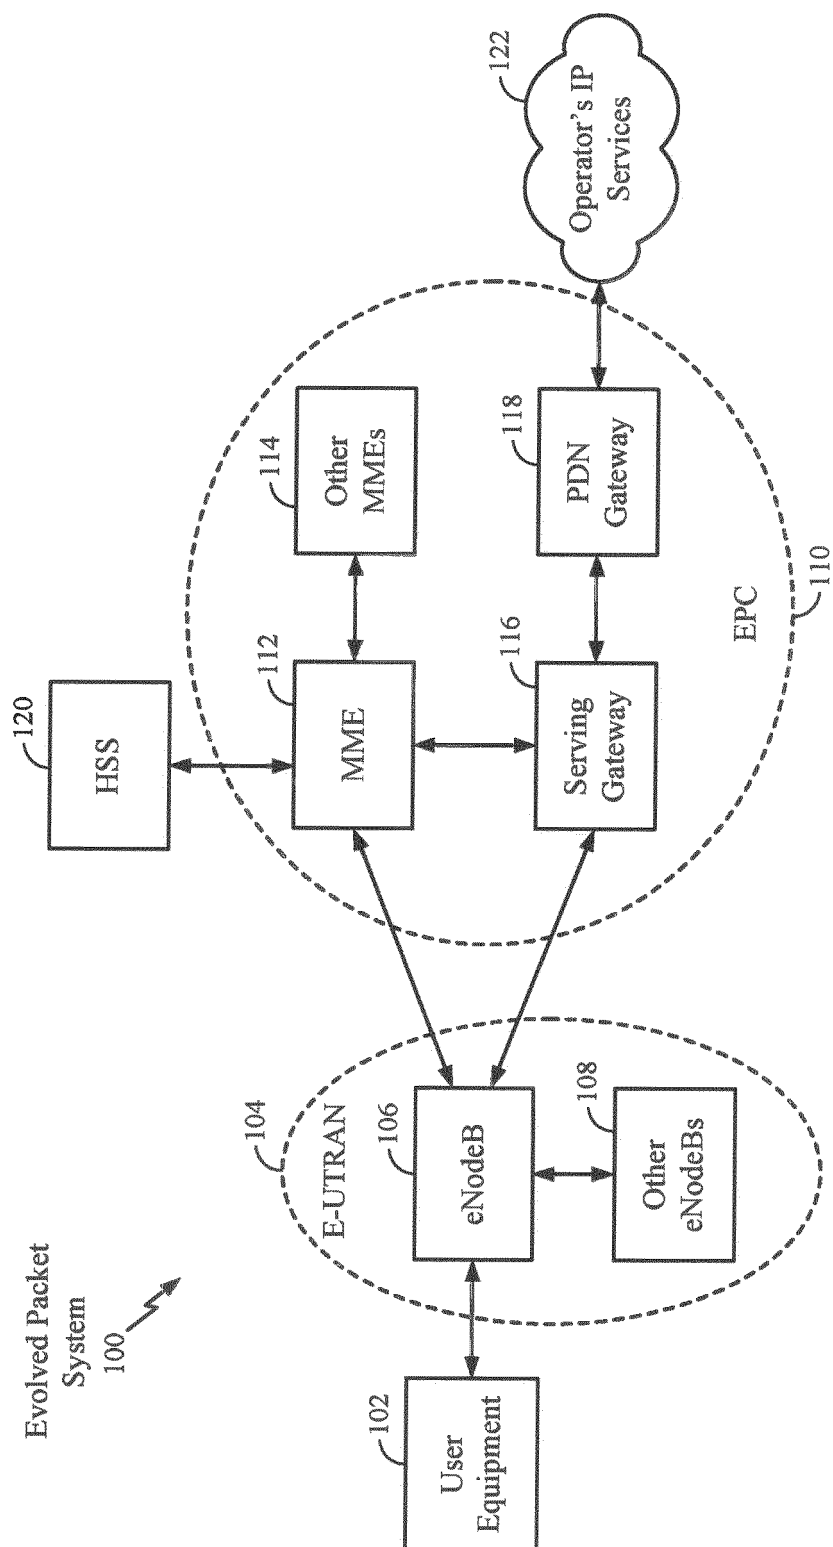 Evolved Packet
System
100
120
HSS
104
E-UTRAN
106
eNodeB
108
Other
eNodeBs
102
User
Equipment
112
MME
114
Other
MMEs
116
Serving
Gateway
118
PDN
Gateway
EPC
110
122
Operator's IP
Services